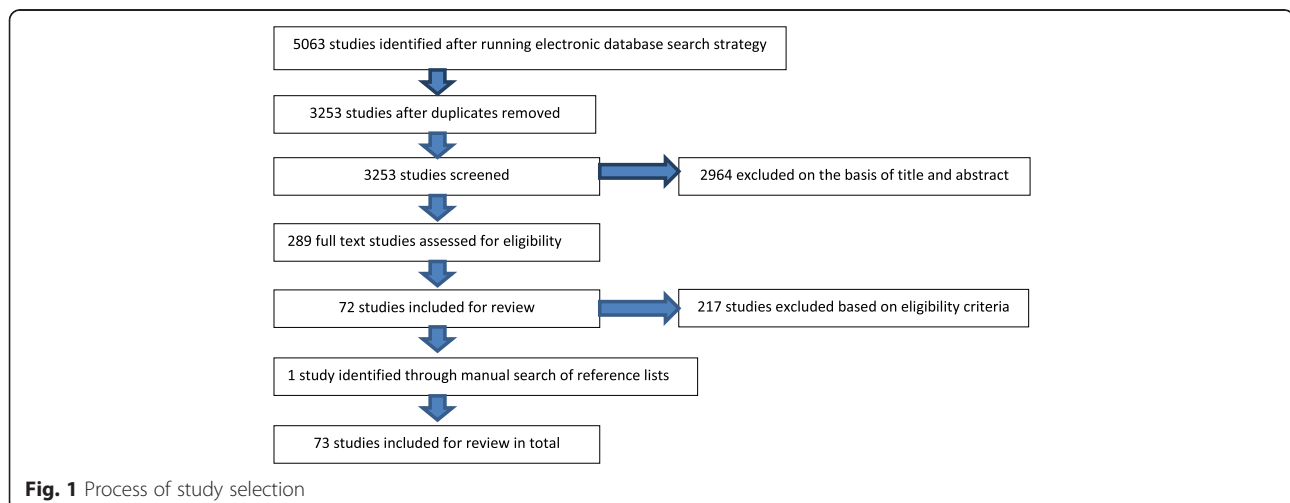 5063 studies identified after running electronic database search strategy
3253 studies after duplicates removed
3253 studies screened
2964 excluded on the basis of title and abstract
289 full text studies assessed for eligibility
72 studies included for review
217 studies excluded based on eligibility criteria
1 study identified through manual search of reference lists
73 studies included for review in total
Fig. 1 Process of study selection